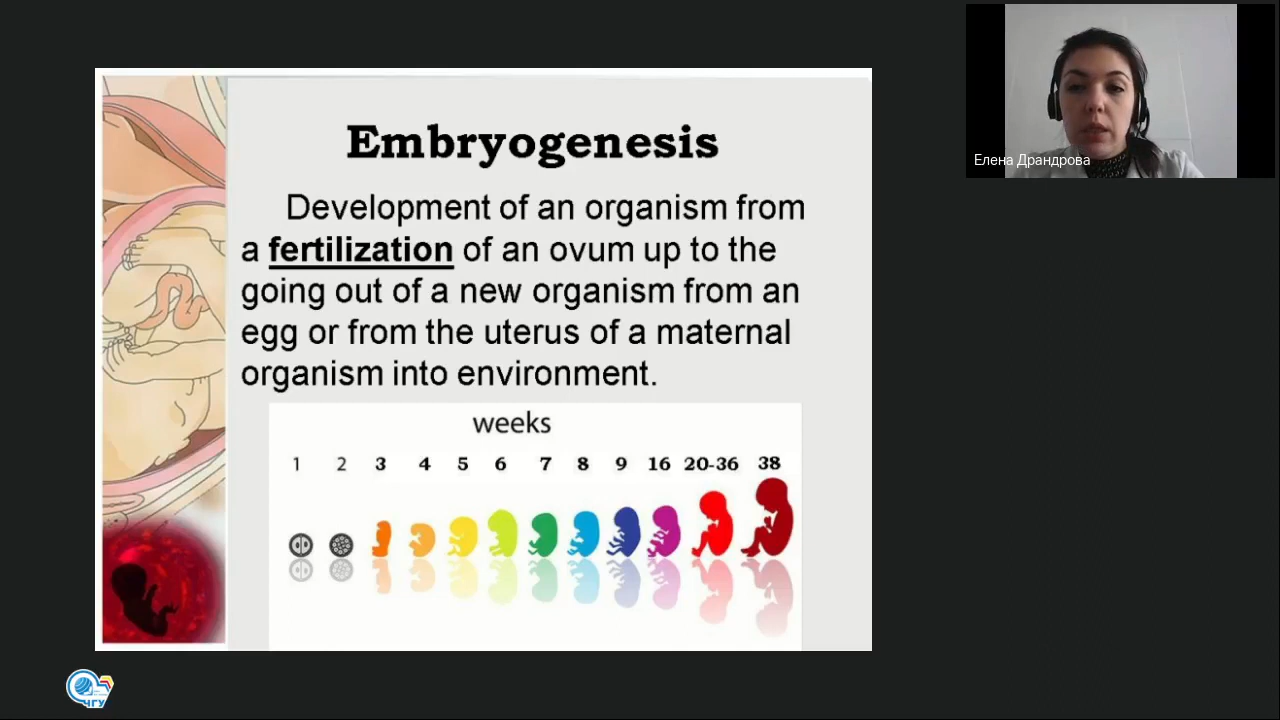 Embryogenesis
Development of an organism from
a fertilization of an ovum up to the
going out of a new organism from an
egg or from the uterus of a maternal
organism into environment.
weeks
1 2 3 4 5 6 7 8 9 16 20-36 38
Елена Драндрова
ЧГУ